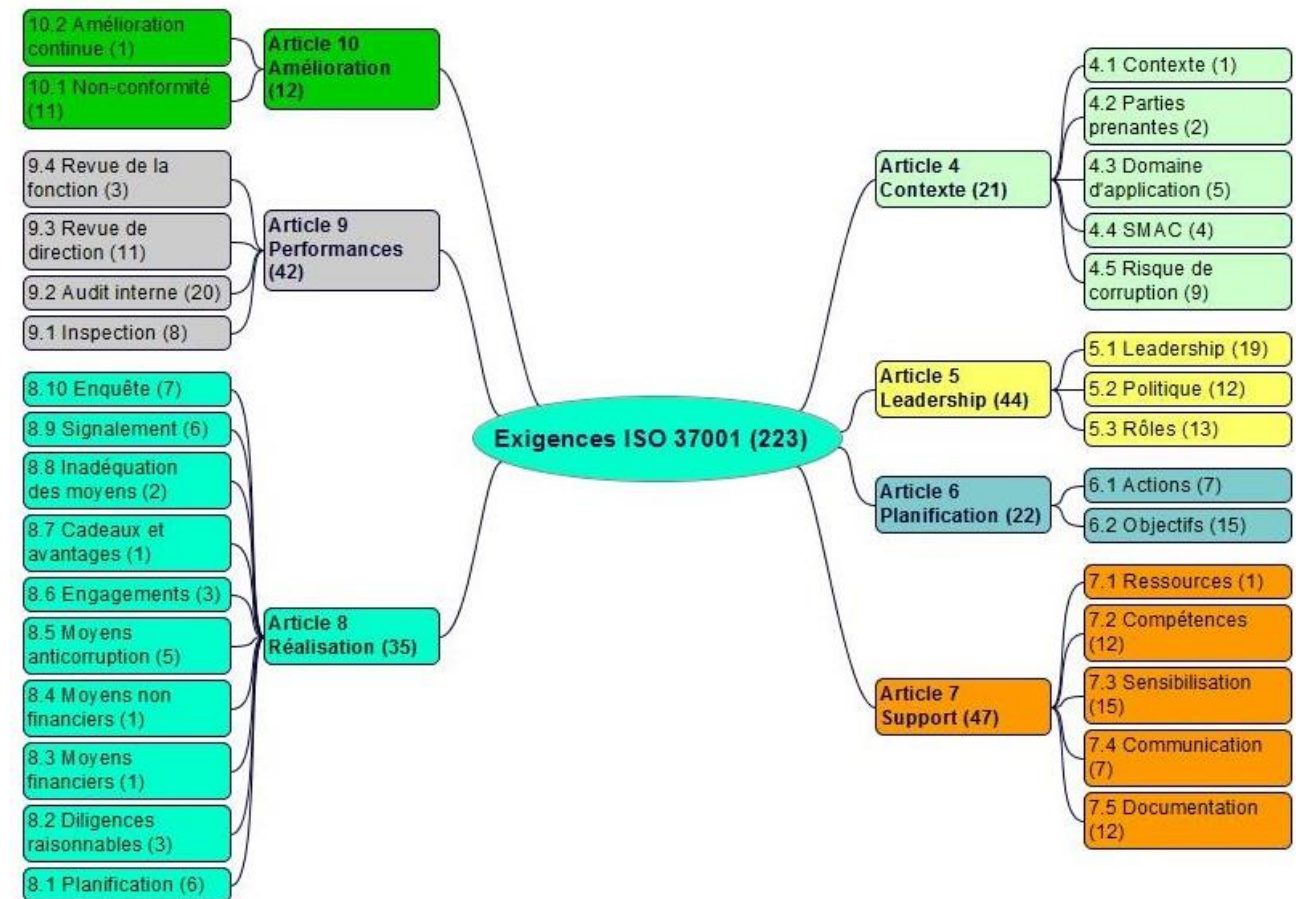 10.2 Amélioration
continue (1)
10.1 Non-conformité
(11)
Article 10
Amélioration
(12)
9.4 Revue de la
fonction (3)
9.3 Revue de
direction (11)
9.2 Audit interne (20)
9.1 Inspection (8)
Article 9
Performances
(42)
8.10 Enquête (7)
8.9 Signalement (6)
8.8 Inadéquation
des moyens (2)
8.7 Cadeaux et
avantages (1)
8.6 Engagements (3)
8.5 Moyens
anticorruption (5)
8.4 Moyens non
financiers (1)
8.3 Moyens
financiers (1)
8.2 Diligences
raisonnables (3)
8.1 Planification (6)
Article 8
Réalisation (35)
Exigences ISO 37001 (223)
Article 4
Contexte (21)
4.1 Contexte (1)
4.2 Parties
prenantes (2)
4.3 Domaine
d'application (5)
4.4 SMAC (4)
4.5 Risque de
corruption (9)
Article 5
Leadership (44)
5.1 Leadership (19)
5.2 Politique (12)
5.3 Rôles (13)
Article 6
Planification (22)
6.1 Actions (7)
6.2 Objectifs (15)
Article 7
Support (47)
7.1 Ressources (1)
7.2 Compétences
(12)
7.3 Sensibilisation
(15)
7.4 Communication
(7)
7.5 Documentation
(12)